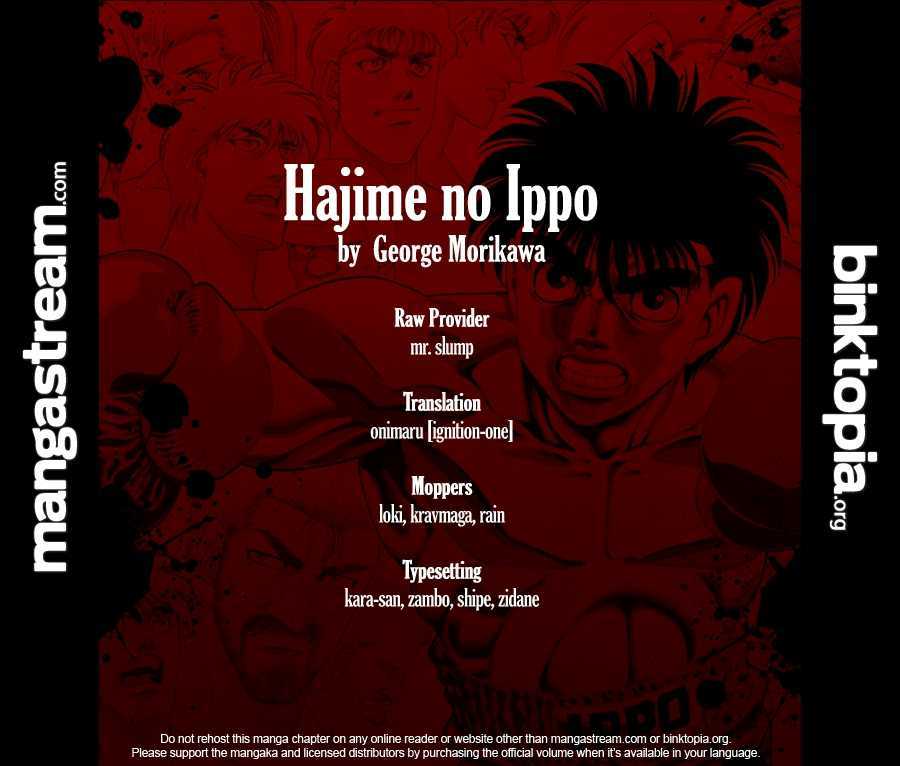 mangastream.com
Hajime no Ippo
by George Morikawa
Raw Provider
mr. slump
Translation
onimaru [ignition-one]
Moppers
loki, kravmaga, rain
Typesetting
kara-san, zambo, shipe, zidane
binktopia.org
IPPO
Do not rehost this manga chapter on any online reader or website other than mangastream.com or binktopia.org.
Please support the mangaka and licensed distributors by purchasing the official volume when it's available in your language.